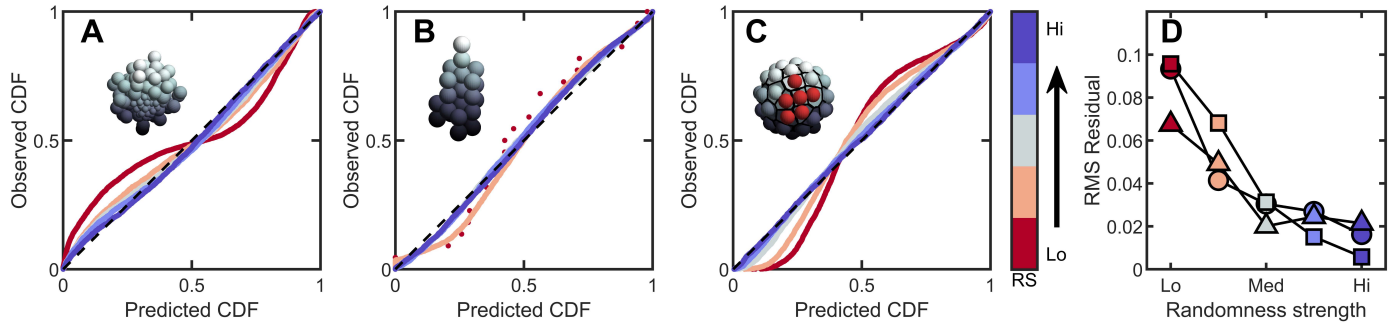 A
1
0.5
0
0
0.5
1
Observed CDF
Predicted CDF
B
1
0.5
0
0
0.5
1
Observed CDF
Predicted CDF
C
1
0.5
0
0
0.5
1
Observed CDF
Predicted CDF
Hi
Lo
RS
D
0.1
0.08
0.06
0.04
0.02
0
RMS Residual
Lo
Med
Hi
Randomness strength